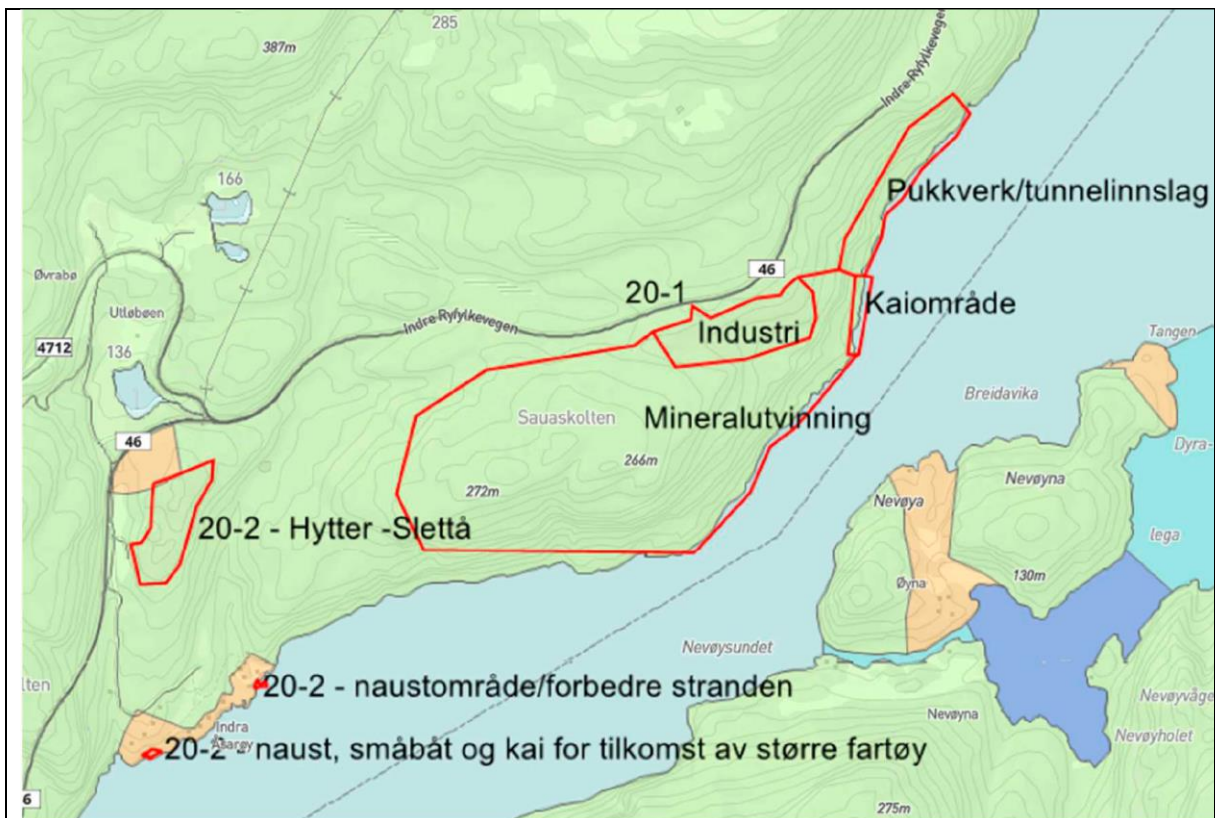 285
387m
Indre Ryfylkevegen
166
Pukkverk/tunnelinnslag
Øvrabø
46
20-1
Kaiområde
Utløbøen
Indre Ryfylkevegen
Industri
Tangen
4712
136
Breidavika
Sauaskolten
Mineralutvinning
Dyra-
46
266m
272m
Nevøya
Nevøyna
20-2 - Hytter -Slettå
lega
Øyna
130m
Nevøysundet
lten
20-2 - naustområde/forbedre stranden
Nevøyvåge
Indra
Åsarøy
Nevøyna
Nevøyholet
20-2 - naust, småbåt og kai for tilkomst av større fartøy
6
275m